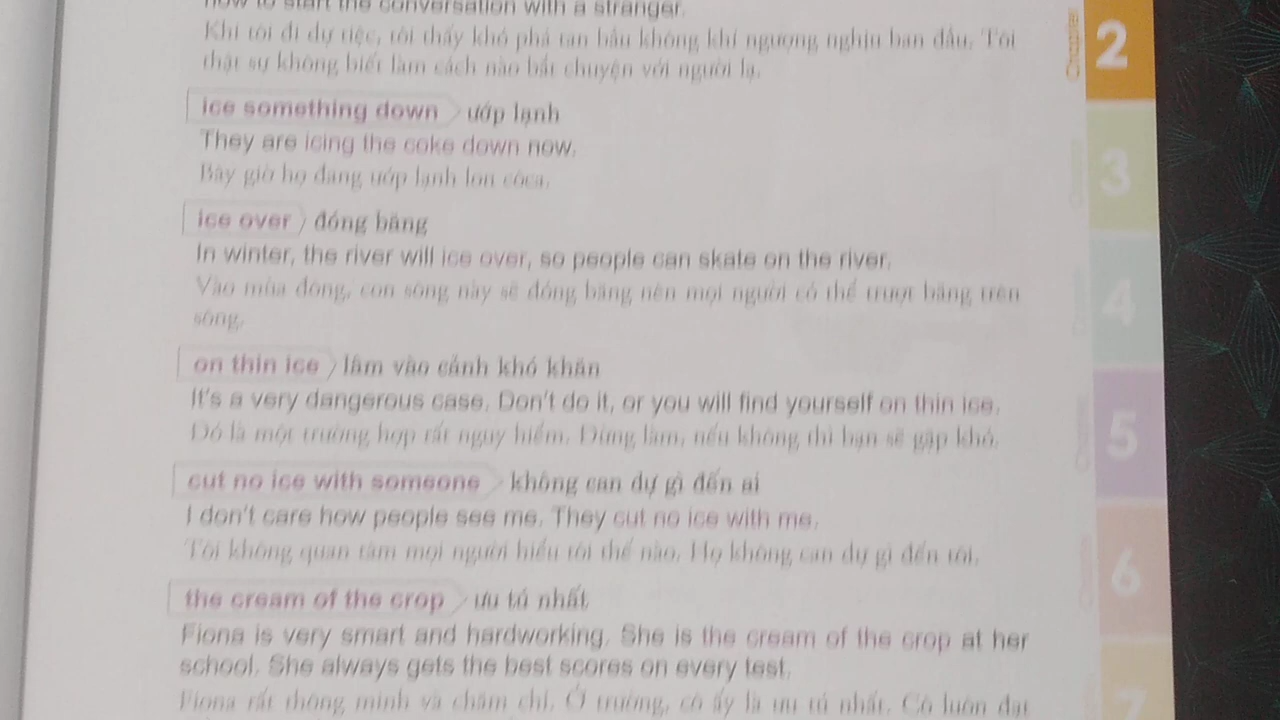 how to start the conversation with a stranger.
Khi tôi đi dự tiệc, tôi thấy khó phá tan bầu không khí ngượng nghịu ban đầu. Tôi
thật sự không biết làm cách nào bắt chuyện với người lạ.
ice something down ướp lạnh
They are icing the coke down now.
Bây giờ họ đang ướp lạnh lon côca.
ice over đóng băng
In winter, the river will ice over, so people can skate on the river.
Vào mùa đông, con sông này sẽ đóng băng nên mọi người có thể trượt băng trên
sông.
on thin ice lâm vào cảnh khó khăn
It's a very dangerous case. Don't do it, or you will find yourself on thin ice.
Đó là một trường hợp rất nguy hiểm. Đừng làm, nếu không thì bạn sẽ gặp khó.
cut no ice with someone không can dự gì đến ai
I don't care how people see me. They cut no ice with me.
Tôi không quan tâm mọi người hiểu tôi thế nào. Họ không can dự gì đến tôi.
the cream of the crop ưu tú nhất
Fiona is very smart and hardworking. She is the cream of the crop at her
school. She always gets the best scores on every test.
Fiona rất thông minh và chăm chỉ. Ở trường, cô ấy là ưu tú nhất. Cô luôn đạt
Chapter 2
3
4
5
6
7